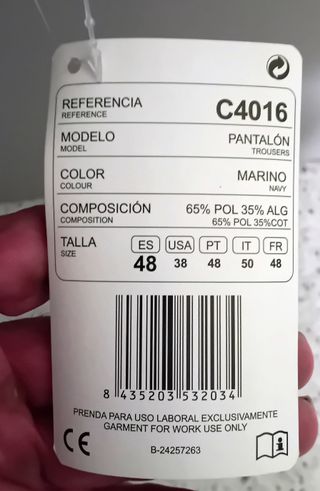 REFERENCIA C4016
REFERENCE
MODELO PANTALÓN
MODEL TROUSERS
COLOR MARINO
COLOUR NAVY
COMPOSICIÓN 65% POL 35% ALG
COMPOSITION 65% POL 35%COT
TALLA ES USA PT IT FR
SIZE 48 38 48 50 48
8 435203 532034
PRENDA PARA USO LABORAL EXCLUSIVAMENTE
GARMENT FOR WORK USE ONLY
CE B-24257263 i